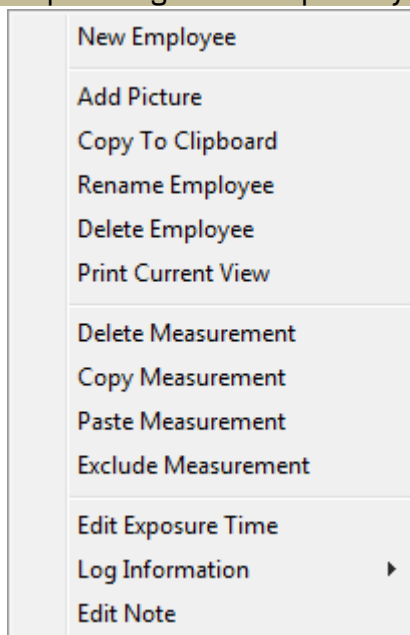 New Employee
Add Picture
Copy To Clipboard
Rename Employee
Delete Employee
Print Current View
Delete Measurement
Copy Measurement
Paste Measurement
Exclude Measurement
Edit Exposure Time
Log Information
Edit Note